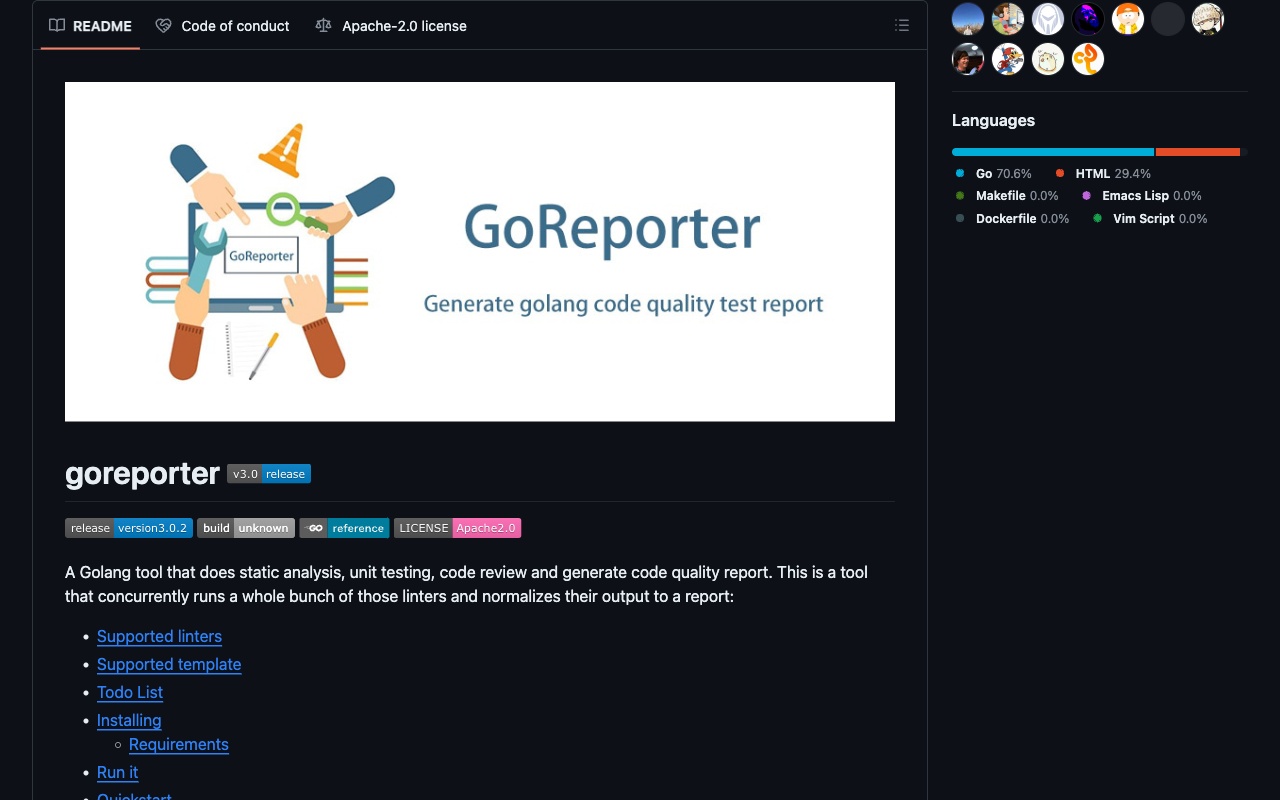 README
Code of conduct
Apache-2.0 license
GoReporter
GoReporter
Generate golang code quality test report
goreporter
v3.0 release
release version3.0.2
build unknown
GO reference
LICENSE Apache2.0
A Golang tool that does static analysis, unit testing, code review and generate code quality report. This is a tool
that concurrently runs a whole bunch of those linters and normalizes their output to a report:
Supported linters
Supported template
Todo List
Installing
Requirements
Run it
Quickstart
Languages
Go 70.6%
HTML 29.4%
Makefile 0.0%
Emacs Lisp 0.0%
Dockerfile 0.0%
Vim Script 0.0%